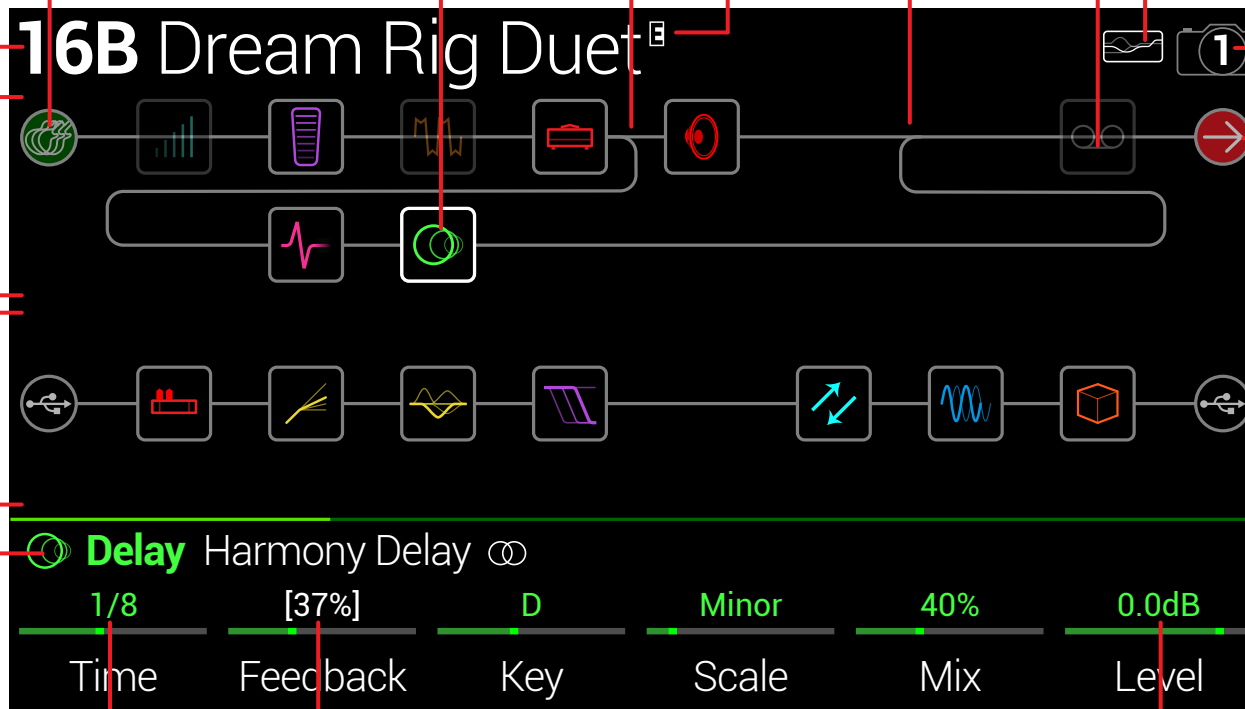 16B Dream Rig Duet E 1
Delay Harmony Delay
1/8 [37%] D Minor 40% 0.0dB
Time Feedback Key Scale Mix Level